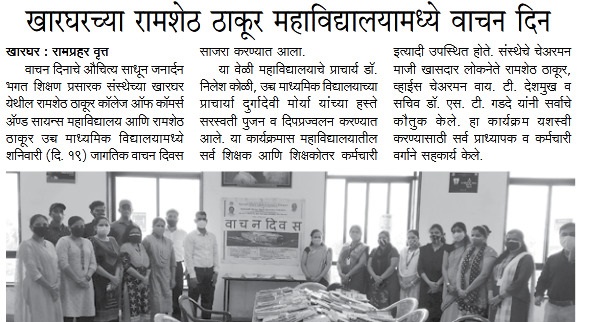 खारघरच्या रामशेठ ठाकूर महाविद्यालयामध्ये वाचन दिन
खारघर : रामप्रहर वृत्त
वाचन दिनाचे औचित्य साधून जनार्दन
भगत शिक्षण प्रसारक संस्थेच्या खारघर
येथील रामशेठ ठाकूर कॉलेज ऑफ कॉमर्स
अ‍ॅण्ड सायन्स महाविद्यालय आणि रामशेठ
ठाकूर उच्च माध्यमिक विद्यालयामध्ये
शनिवारी (दि. १९) जागतिक वाचन दिवस
साजरा करण्यात आला.
या वेळी महाविद्यालयाचे प्राचार्य डॉ.
निलेश कोळी, उच्च माध्यमिक विद्यालयाच्या
प्राचार्या दुर्गादेवी मोर्या यांच्या हस्ते
सरस्वती पुजन व दिपप्रज्वलन करण्यात
आले. या कार्यक्रमास महाविद्यालयातील
सर्व शिक्षक आणि शिक्षकोतर कर्मचारी
इत्यादी उपस्थित होते. संस्थेचे चेअरमन
माजी खासदार लोकनेते रामशेठ ठाकूर,
व्हाईस चेअरमन वाय. टी. देशमुख व
सचिव डॉ. एस. टी. गडदे यांनी सर्वांचे
कौतुक केले. हा कार्यक्रम यशस्वी
करण्यासाठी सर्व प्राध्यापक व कर्मचारी
वर्गाने सहकार्य केले.
वाचन दिवस